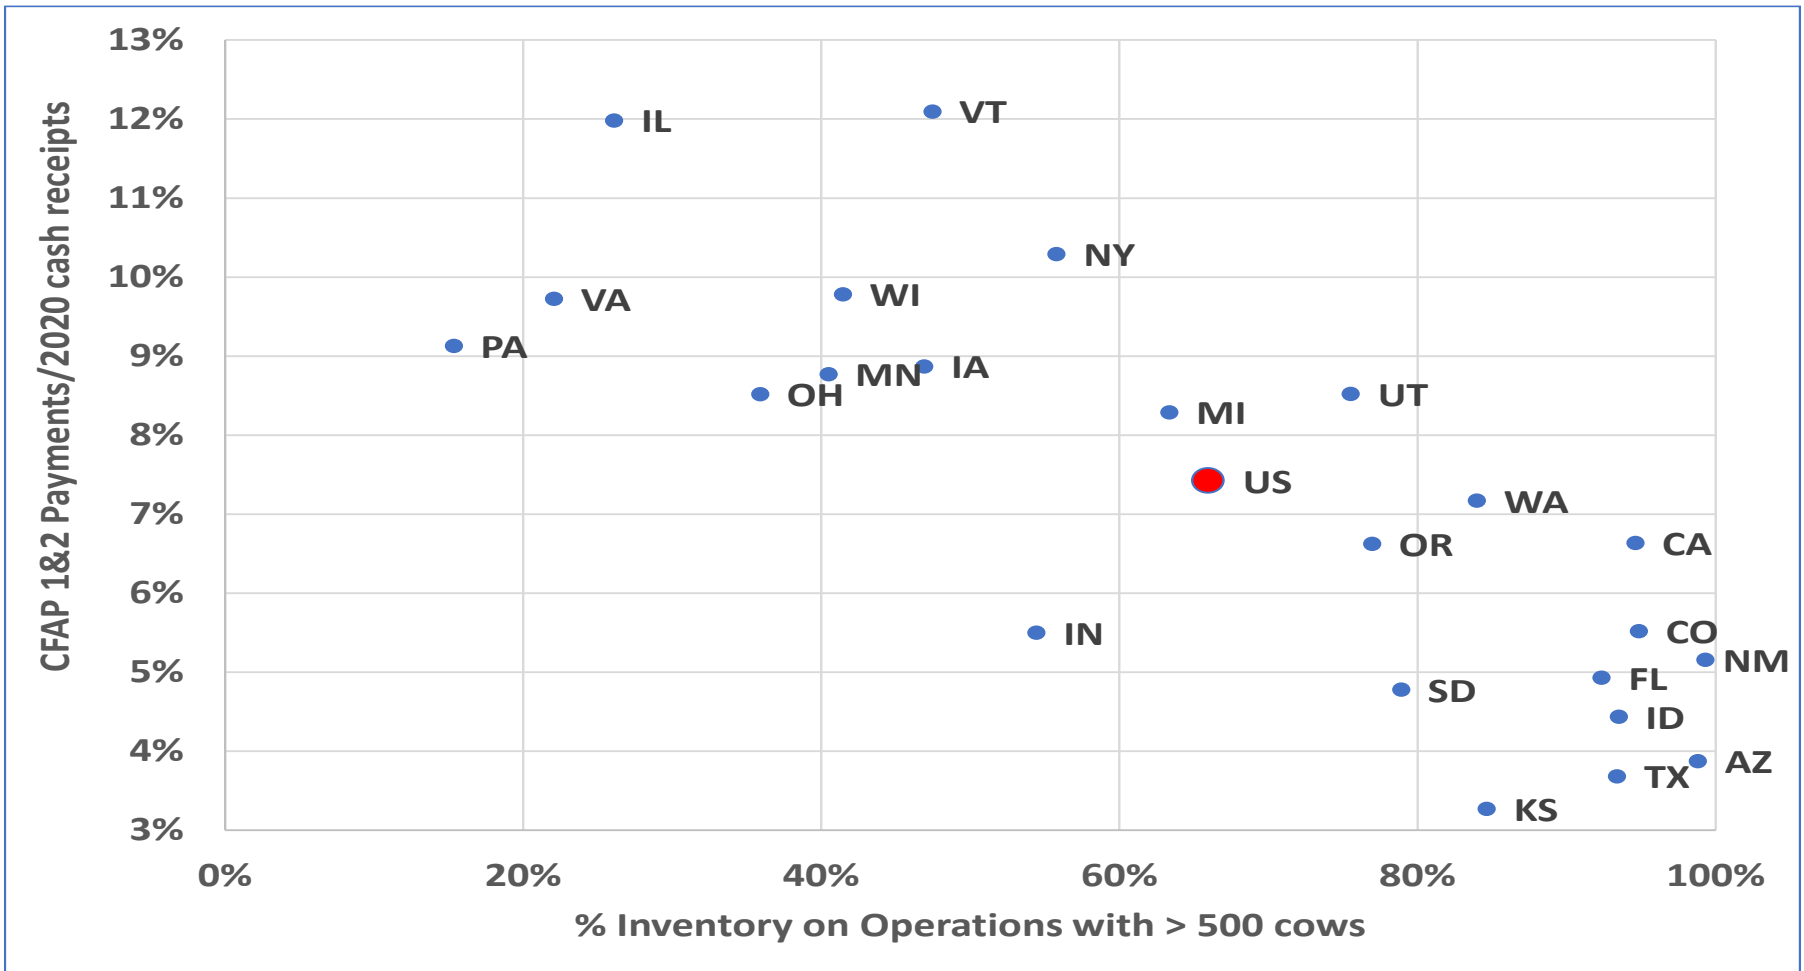 13%
12%
11%
10%
9%
8%
7%
6%
5%
4%
3%
CFAP 1&2 Payments/2020 cash receipts
IL
VT
NY
VA
WI
PA
IA
MN
OH
UT
MI
US
WA
OR
CA
IN
CO
NM
FL
SD
ID
AZ
TX
KS
0% 20% 40% 60% 80% 100%
% Inventory on Operations with > 500 cows